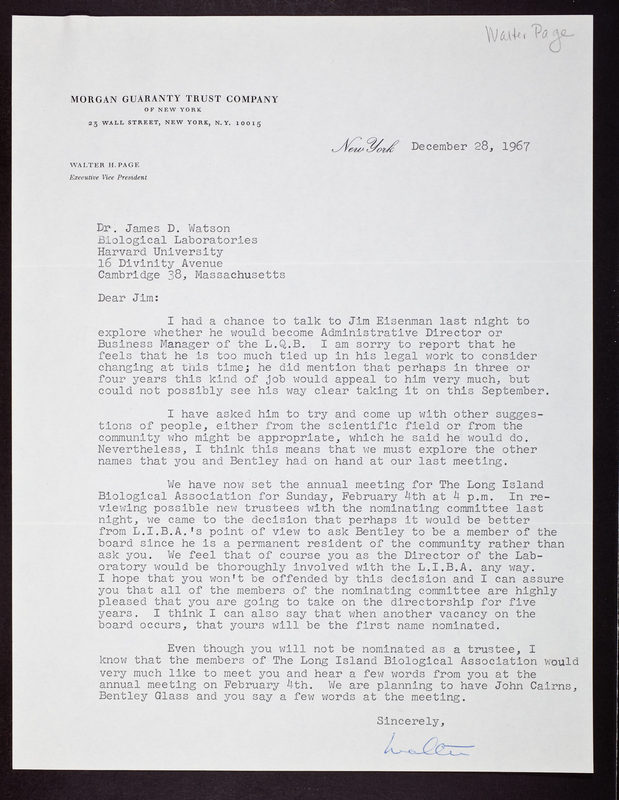 Walter Page
MORGAN GUARANTY TRUST COMPANY
OF NEW YORK
23 WALL STREET, NEW YORK, N.Y. 10015
New York December 28, 1967
WALTER H. PAGE
Executive Vice President
Dr. James D. Watson
Biological Laboratories
Harvard University
16 Divinity Avenue
Cambridge 38, Massachusetts
Dear Jim:
I had a chance to talk to Jim Eisenman last night to
explore whether he would become Administrative Director or
Business Manager of the L.Q.B. I am sorry to report that he
feels that he is too much tied up in his legal work to consider
changing at this time; he did mention that perhaps in three or
four years this kind of job would appeal to him very much, but
could not possibly see his way clear taking it on this September.
I have asked him to try and come up with other sugges-
tions of people, either from the scientific field or from the
community who might be appropriate, which he said he would do.
Nevertheless, I think this means that we must explore the other
names that you and Bentley had on hand at our last meeting.
We have now set the annual meeting for The Long Island
Biological Association for Sunday, February 4th at 4 p.m. In re-
viewing possible new trustees with the nominating committee last
night, we came to the decision that perhaps it would be better
from L.I.B.A.'s point of view to ask Bentley to be a member of the
board since he is a permanent resident of the community rather than
ask you. We feel that of course you as the Director of the Lab-
oratory would be thoroughly involved with the L.I.B.A. any way.-
I hope that you won't be offended by this decision and I can assure
you that all of the members of the nominating committee are highly
pleased that you are going to take on the directorship for five
years. I think I can also say that when another vacancy on the
board occurs, that yours will be the first name nominated.
Even though you will not be nominated as a trustee, I
know that the members of The Long Island Biological Association would
very much like to meet you and hear a few words from you at the
annual meeting on February 4th. We are planning to have John Cairns,
Bentley Glass and you say a few words at the meeting.
Sincerely,
Walter